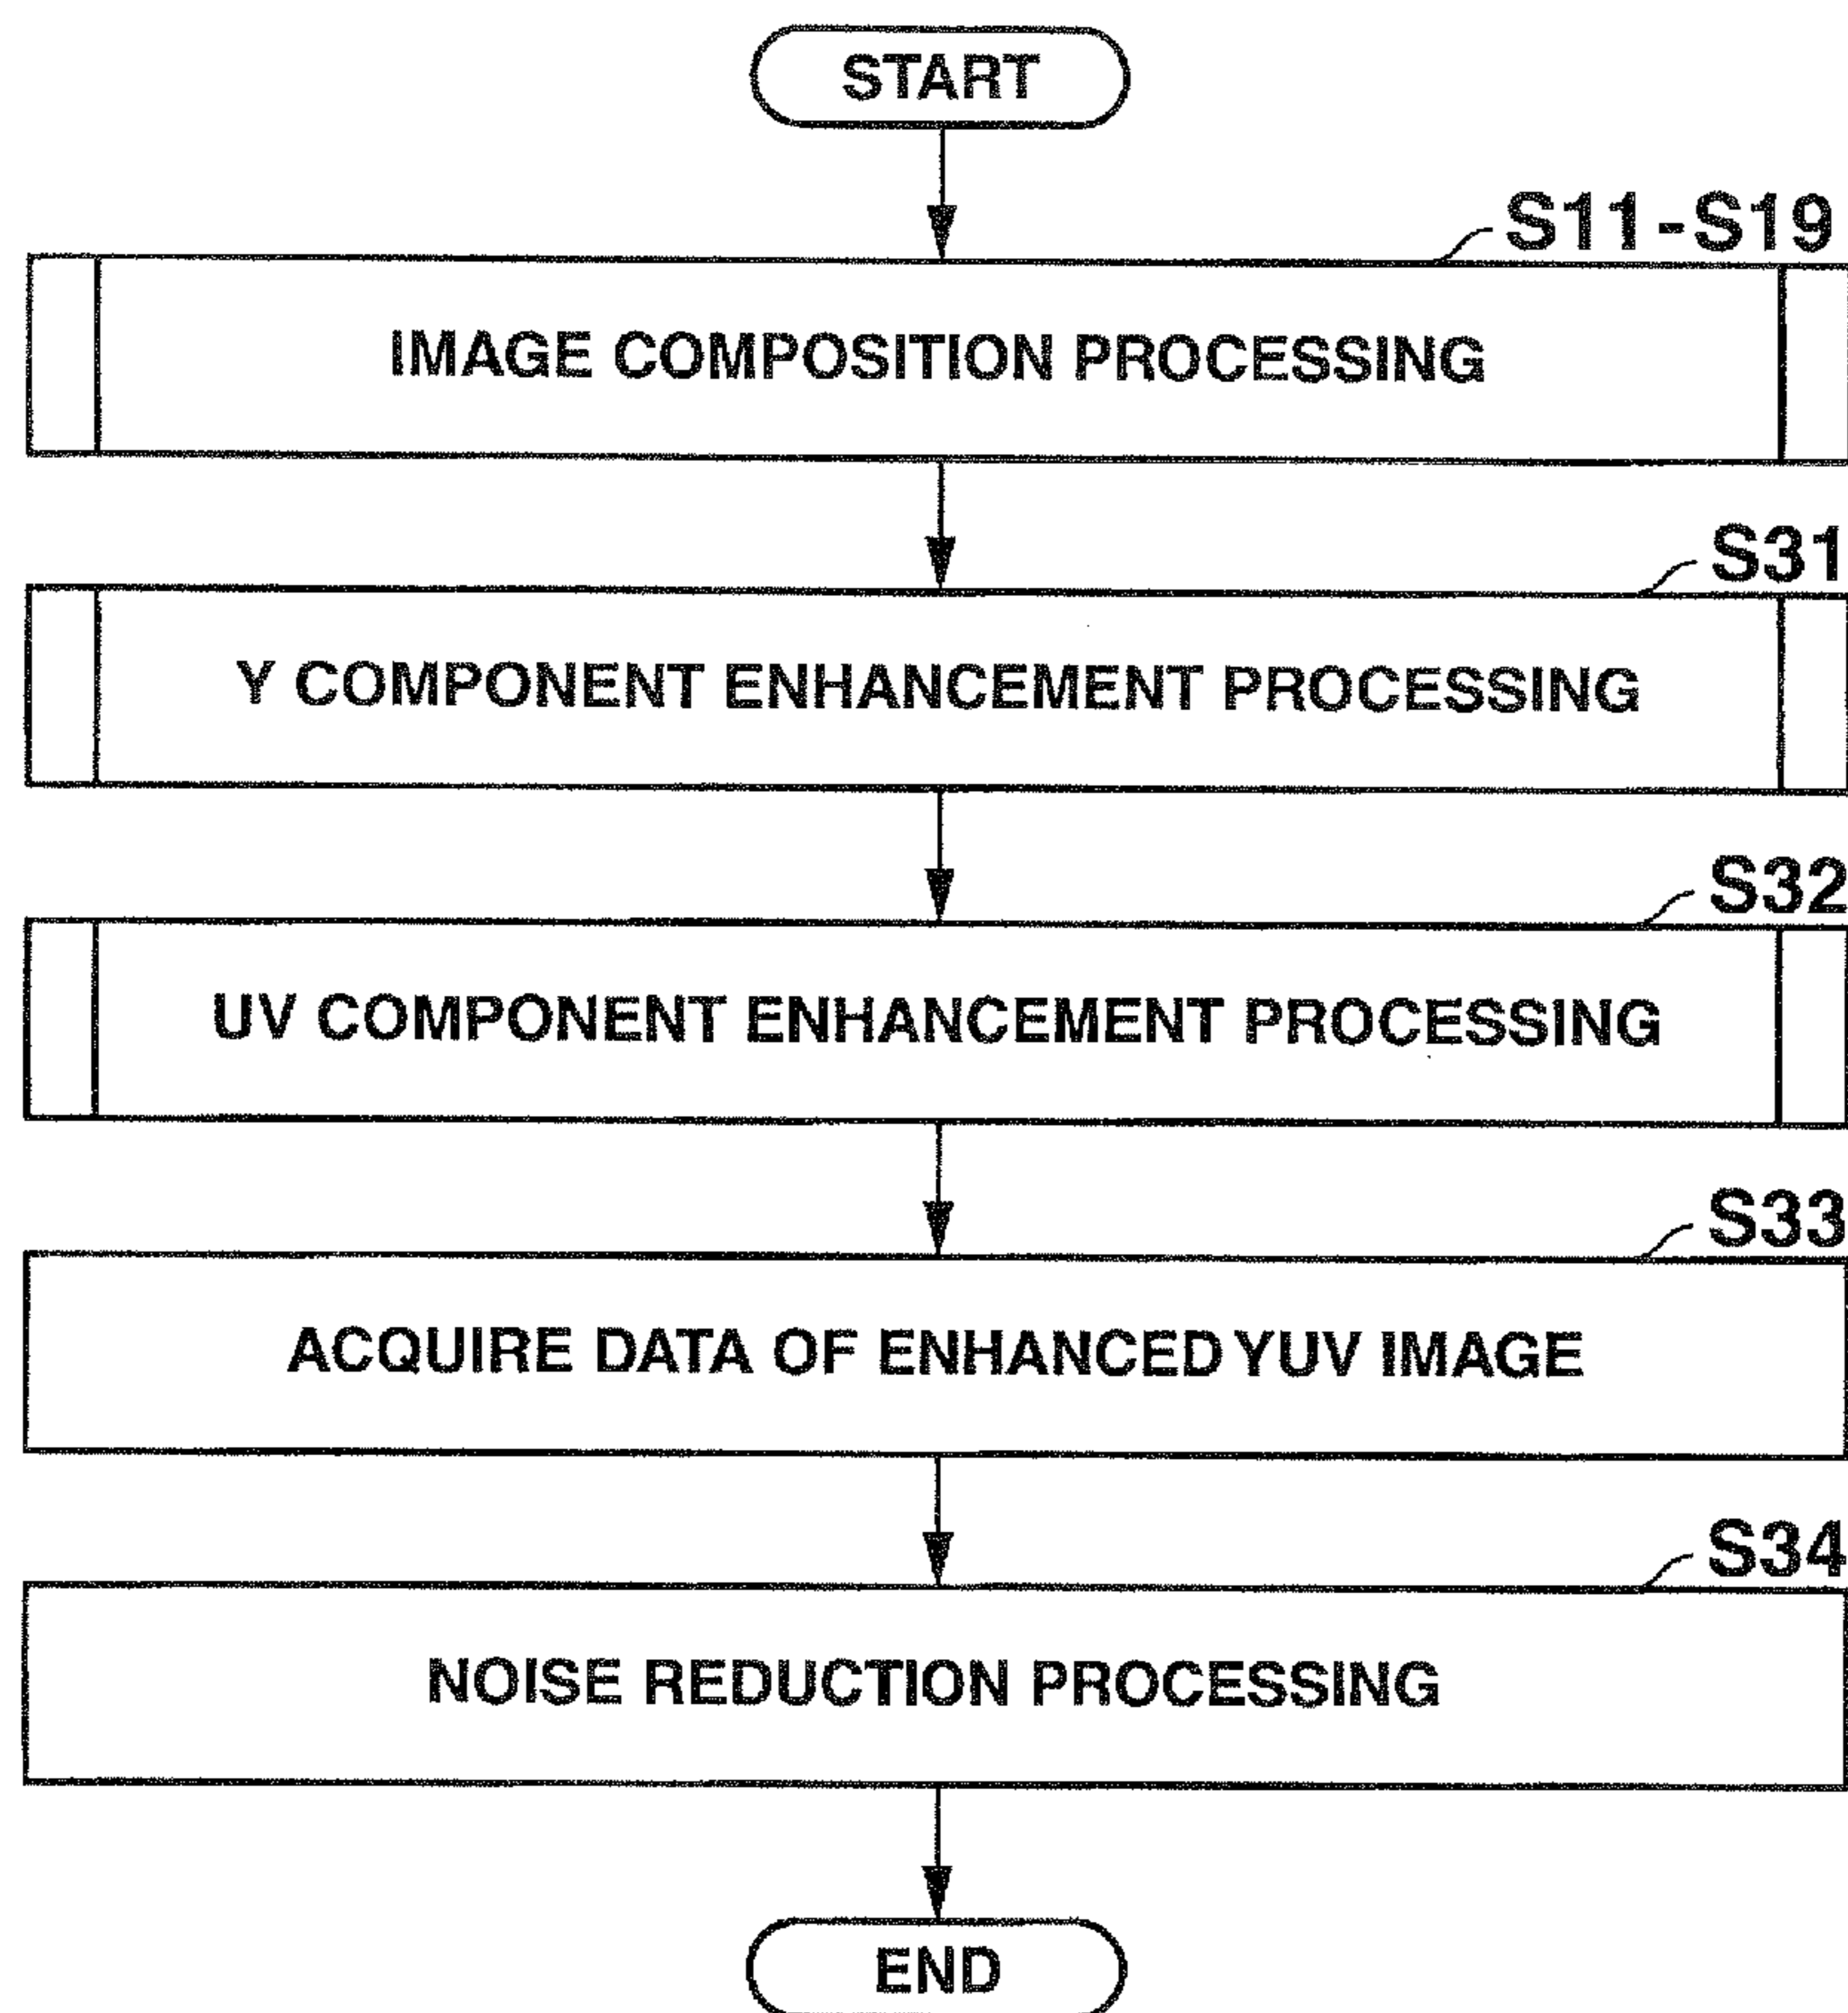 START
S11-S19
IMAGE COMPOSITION PROCESSING
S31
Y COMPONENT ENHANCEMENT PROCESSING
S32
UV COMPONENT ENHANCEMENT PROCESSING
S33
ACQUIRE DATA OF ENHANCED YUV IMAGE
S34
NOISE REDUCTION PROCESSING
END